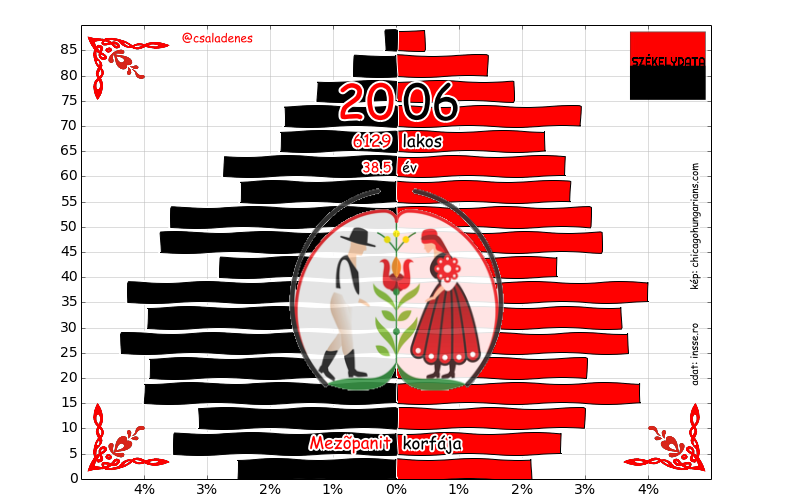 @csaladenes
SZÉKELYDATA
2006
6129 lakos
38.5 év
85
80
75
70
65
60
55
50
45
40
35
30
25
20
15
10
5
0
kép: chicagohungarians.com
adat: insse.ro
Mezõpanit korfája
4% 3% 2% 1% 0% 1% 2% 3% 4%